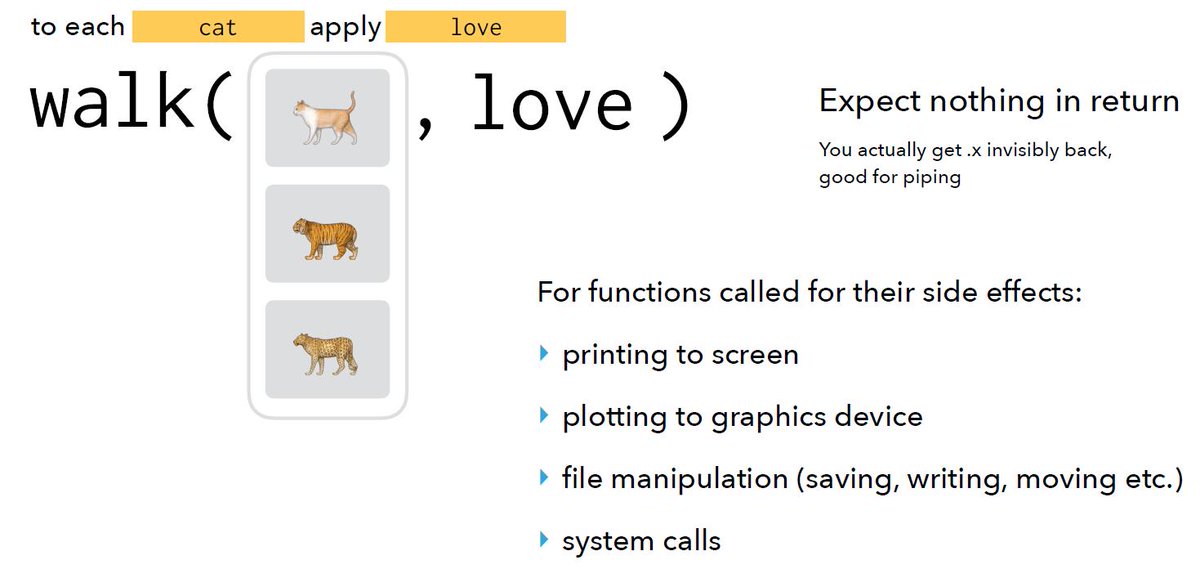 to each cat apply love
walk( , love )
Expect nothing in return
You actually get .x invisibly back,
good for piping
For functions called for their side effects:
printing to screen
plotting to graphics device
file manipulation (saving, writing, moving etc.)
system calls